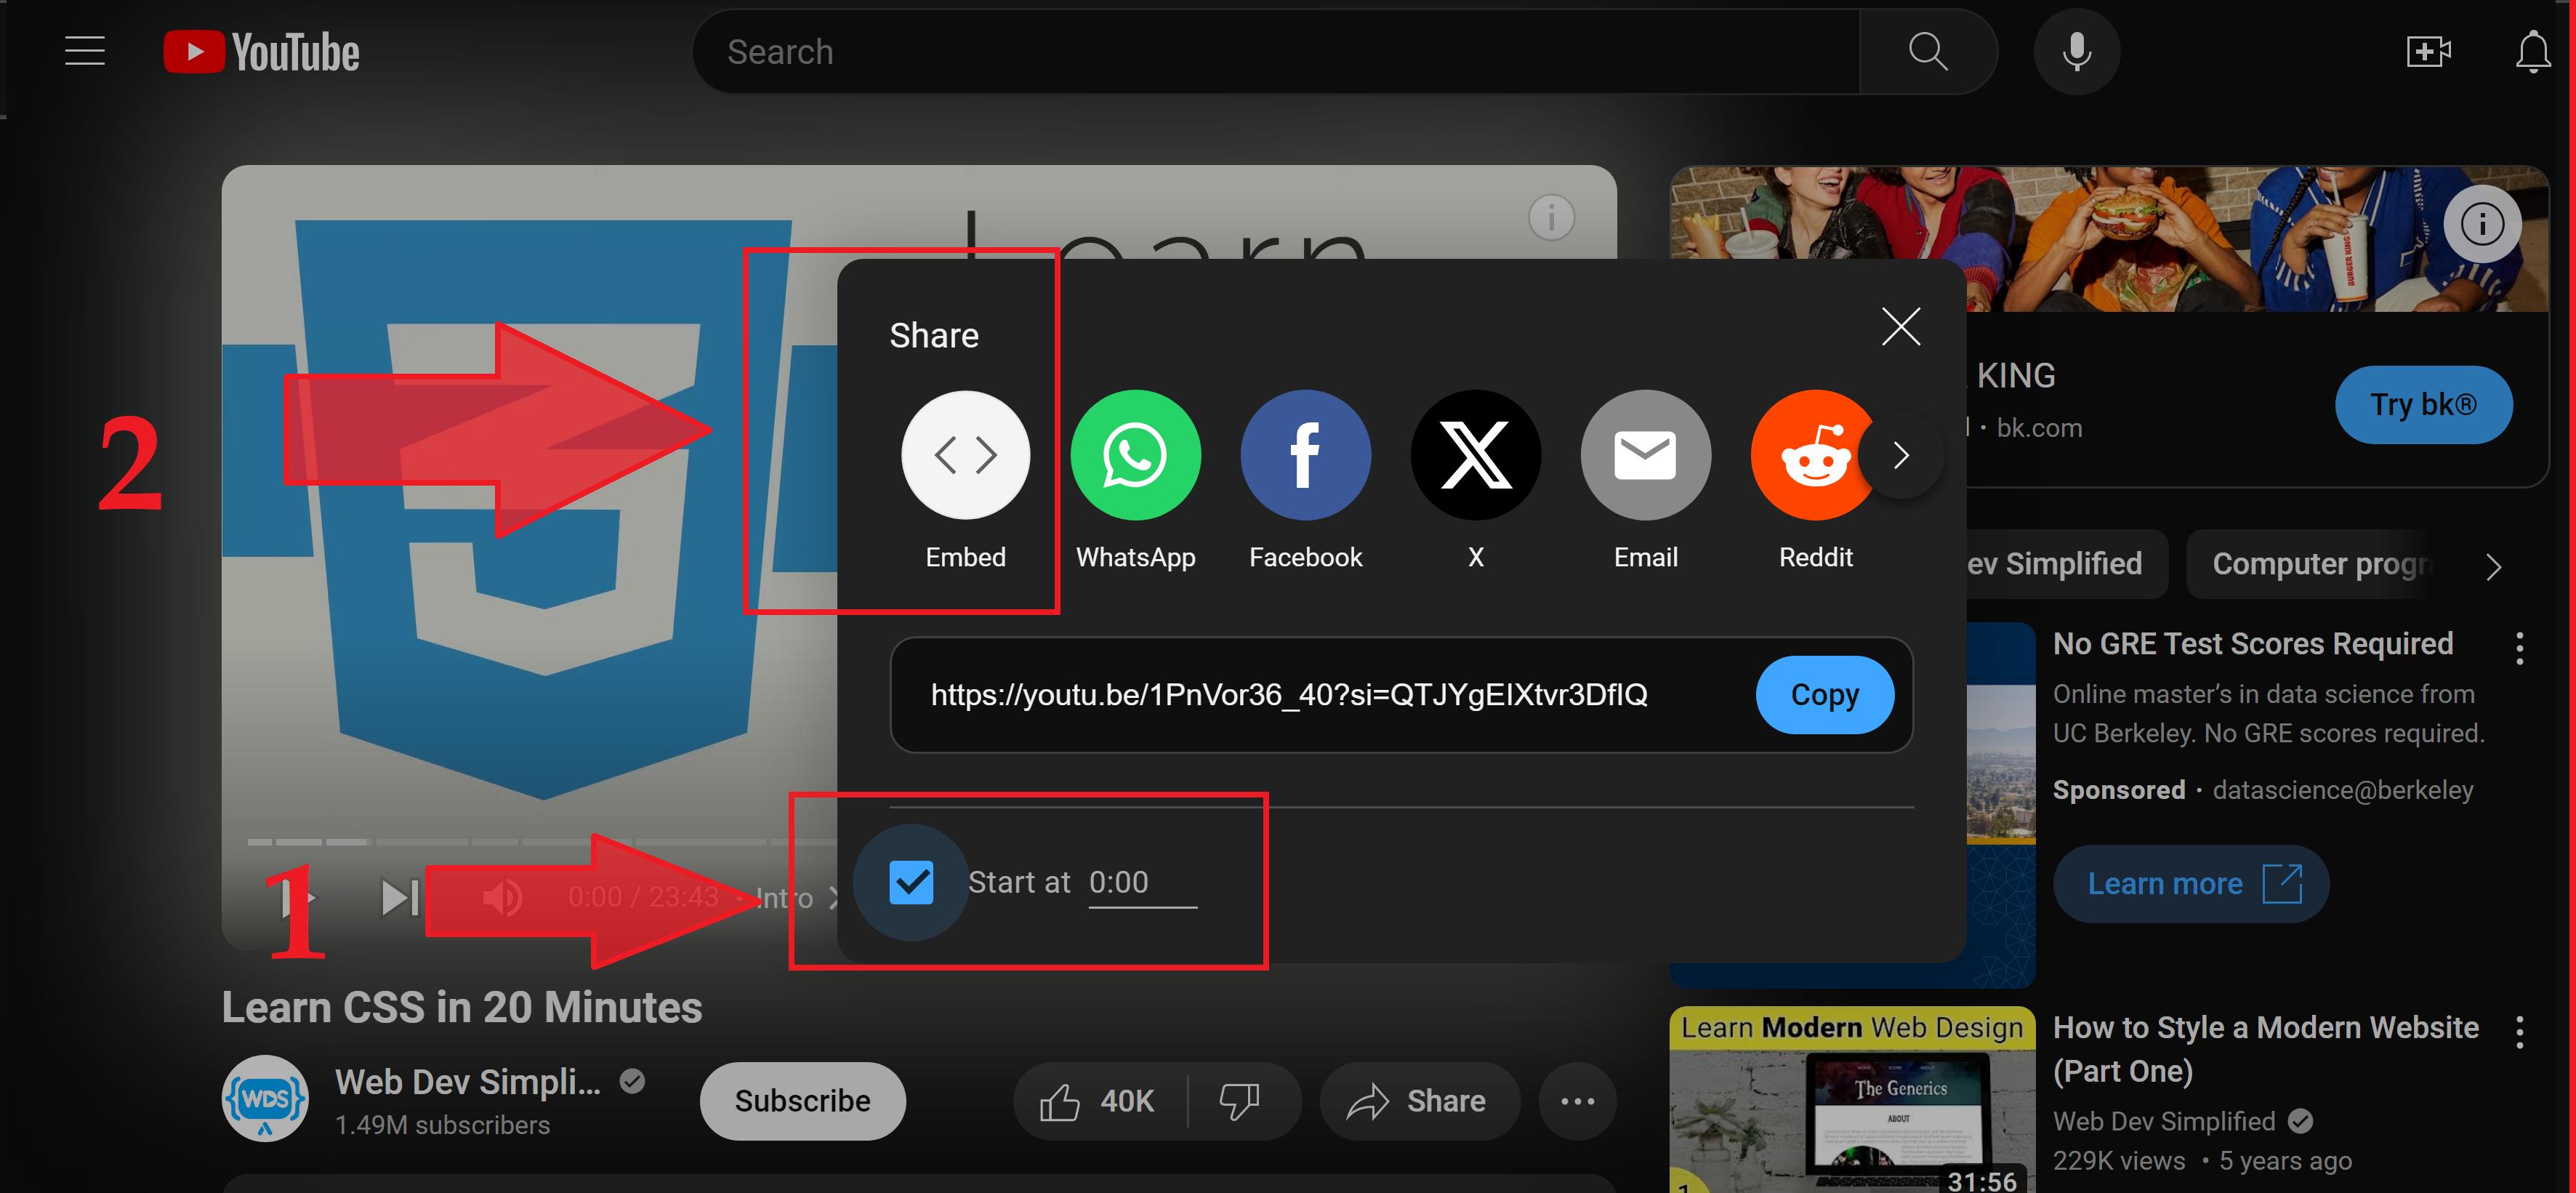 YouTube
Search
Learn
BURGER KING
KING
bk.com
Try bk®
2
Share
Embed
WhatsApp
Facebook
X
Email
Reddit
https://youtu.be/1PnVor36_40?si=QTJYgEIXtvr3DfIQ
Copy
Start at 0:00
1
0:00 / 23:43 · Intro
Learn CSS in 20 Minutes
WDS
Web Dev Simpli...
1.49M subscribers
Subscribe
40K
Share
ev Simplified
Computer progr
No GRE Test Scores Required
Online master’s in data science from
UC Berkeley. No GRE scores required.
Sponsored · datascience@berkeley
Learn more
Learn Modern Web Design
The Generics
ABOUT
31:56
How to Style a Modern Website
(Part One)
Web Dev Simplified
229K views • 5 years ago